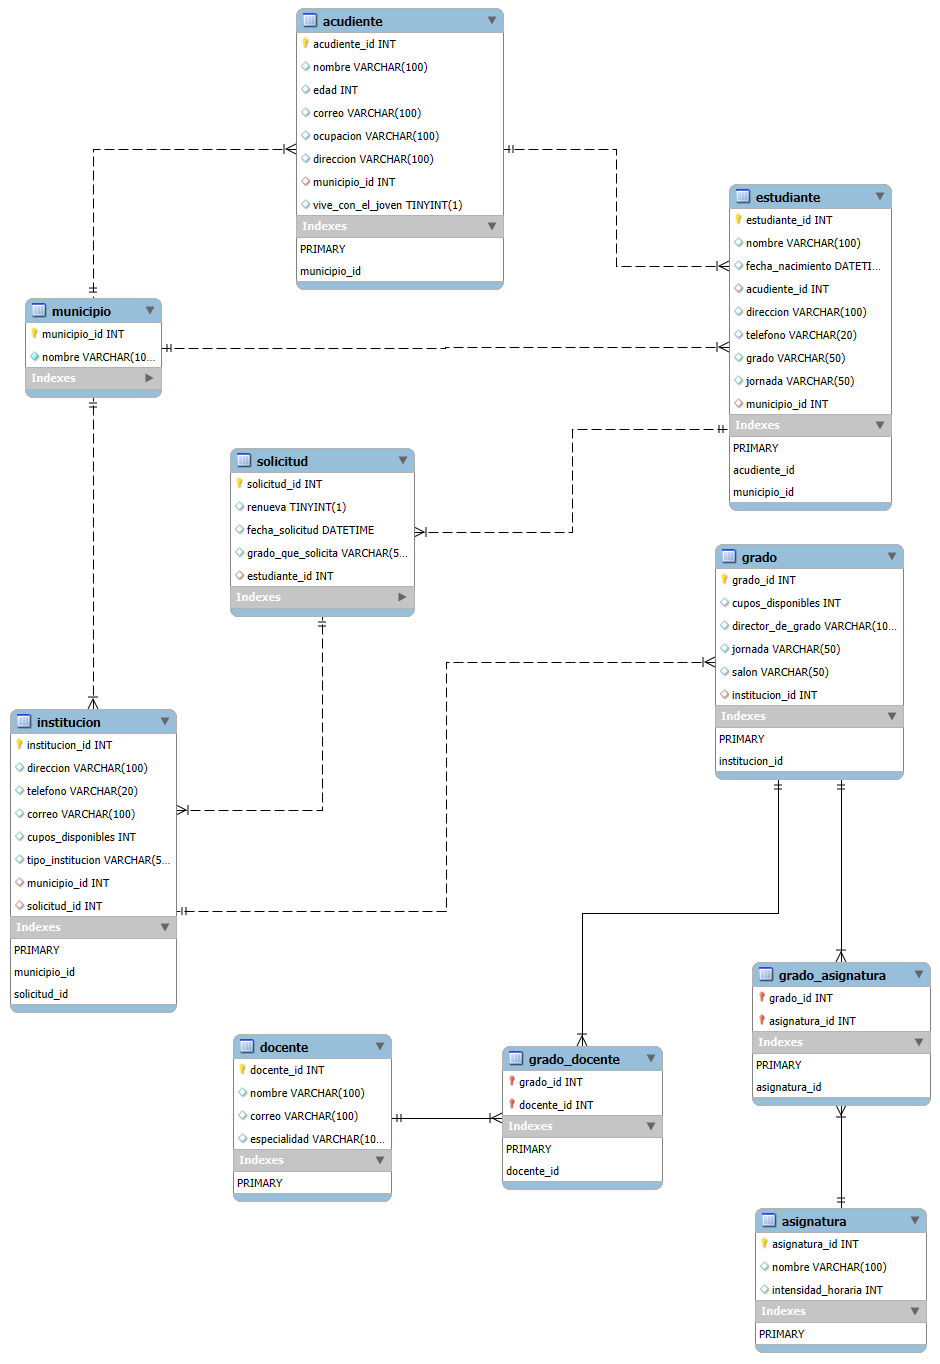 acudiente
acudiente_id INT
nombre VARCHAR(100)
edad INT
correo VARCHAR(100)
ocupacion VARCHAR(100)
direccion VARCHAR(100)
municipio_id INT
vive_con_el_joven TINYINT(1)
Indexes
PRIMARY
municipio_id
estudiante
estudiante_id INT
nombre VARCHAR(100)
fecha_nacimiento DATETI...
acudiente_id INT
direccion VARCHAR(100)
telefono VARCHAR(20)
grado VARCHAR(50)
jornada VARCHAR(50)
municipio_id INT
Indexes
PRIMARY
acudiente_id
municipio_id
municipio
municipio_id INT
nombre VARCHAR(10...
Indexes
solicitud
solicitud_id INT
renueva TINYINT(1)
fecha_solicitud DATETIME
grado_que_solicita VARCHAR(5...
estudiante_id INT
Indexes
grado
grado_id INT
cupos_disponibles INT
director_de_grado VARCHAR(10...
jornada VARCHAR(50)
salon VARCHAR(50)
institucion_id INT
Indexes
PRIMARY
institucion_id
institucion
institucion_id INT
direccion VARCHAR(100)
telefono VARCHAR(20)
correo VARCHAR(100)
cupos_disponibles INT
tipo_institucion VARCHAR(5...
municipio_id INT
solicitud_id INT
Indexes
PRIMARY
municipio_id
solicitud_id
grado_asignatura
grado_id INT
asignatura_id INT
Indexes
PRIMARY
asignatura_id
docente
docente_id INT
nombre VARCHAR(100)
correo VARCHAR(100)
especialidad VARCHAR(10...
Indexes
PRIMARY
grado_docente
grado_id INT
docente_id INT
Indexes
PRIMARY
docente_id
asignatura
asignatura_id INT
nombre VARCHAR(100)
intensidad_horaria INT
Indexes
PRIMARY